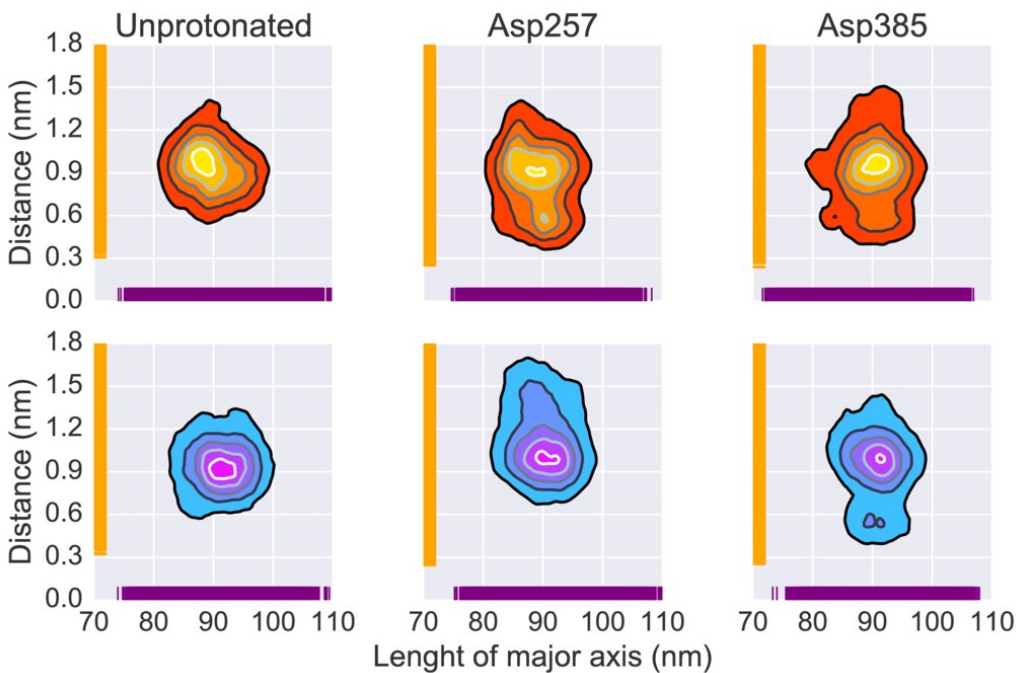 Unprotonated Asp257 Asp385
Distance (nm)
1.8
1.5
1.2
0.9
0.6
0.3
0.0
Distance (nm)
1.8
1.5
1.2
0.9
0.6
0.3
0.0
70 80 90 100 110 70 80 90 100 110 70 80 90 100 110
Lenght of major axis (nm)